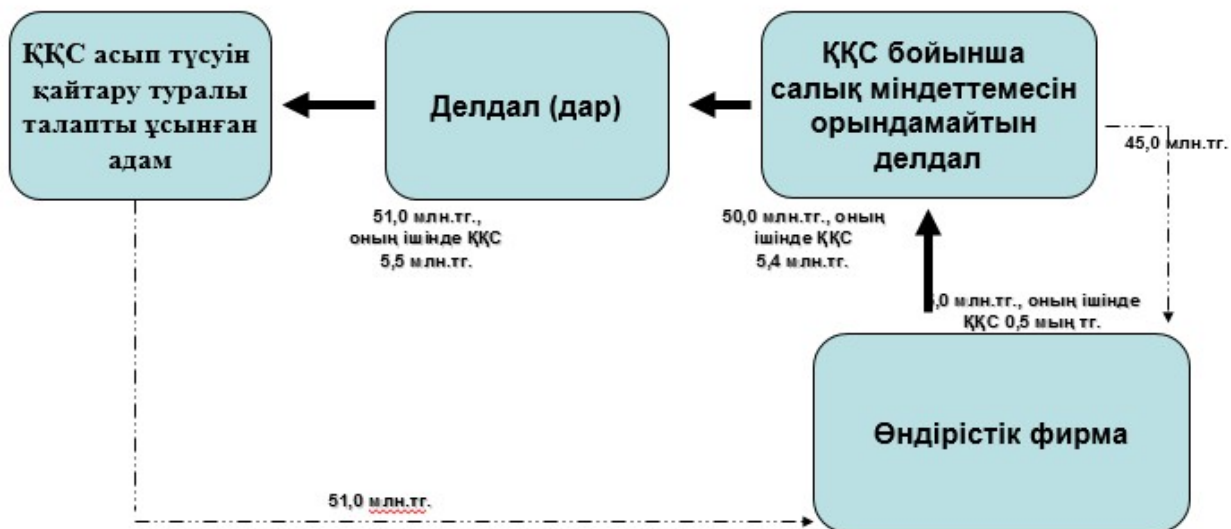 ҚҚС асып түсуін
қайтару туралы
талапты ұсынған
адам
Делдал (дар)
ҚҚС бойынша
салық міндеттемесін
орындамайтын
делдал
45,0 млн.тг.
51,0 млн.тг.,
оның ішінде ҚҚС
5,5 млн.тг.
50,0 млн.тг., оның
ішінде ҚҚС
5,4 млн.тг.
,0 млн.тг., оның ішінде
ҚҚС 0,5 мың тг.
Өндірістік фирма
51,0 млн.тг.